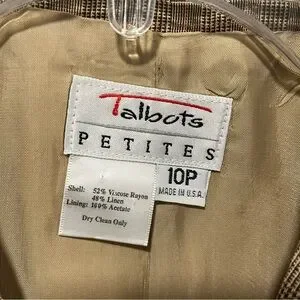 Talbots
PETITES
10P
MADE IN U.S.A.
Shell: 52% Viscose Rayon
48% Linen
Lining: 100% Acetate
Dry Clean Only